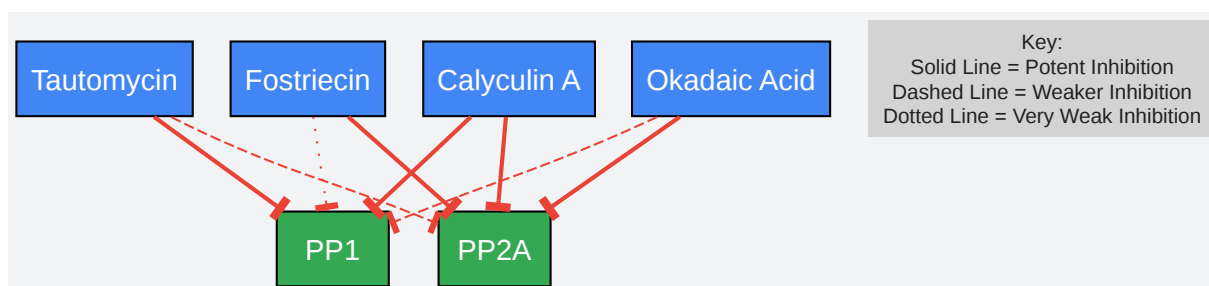 Tautomycin
Fostriecin
Calyculin A
Okadaic Acid
Key:
Solid Line = Potent Inhibition
Dashed Line = Weaker Inhibition
Dotted Line = Very Weak Inhibition
PP1
PP2A